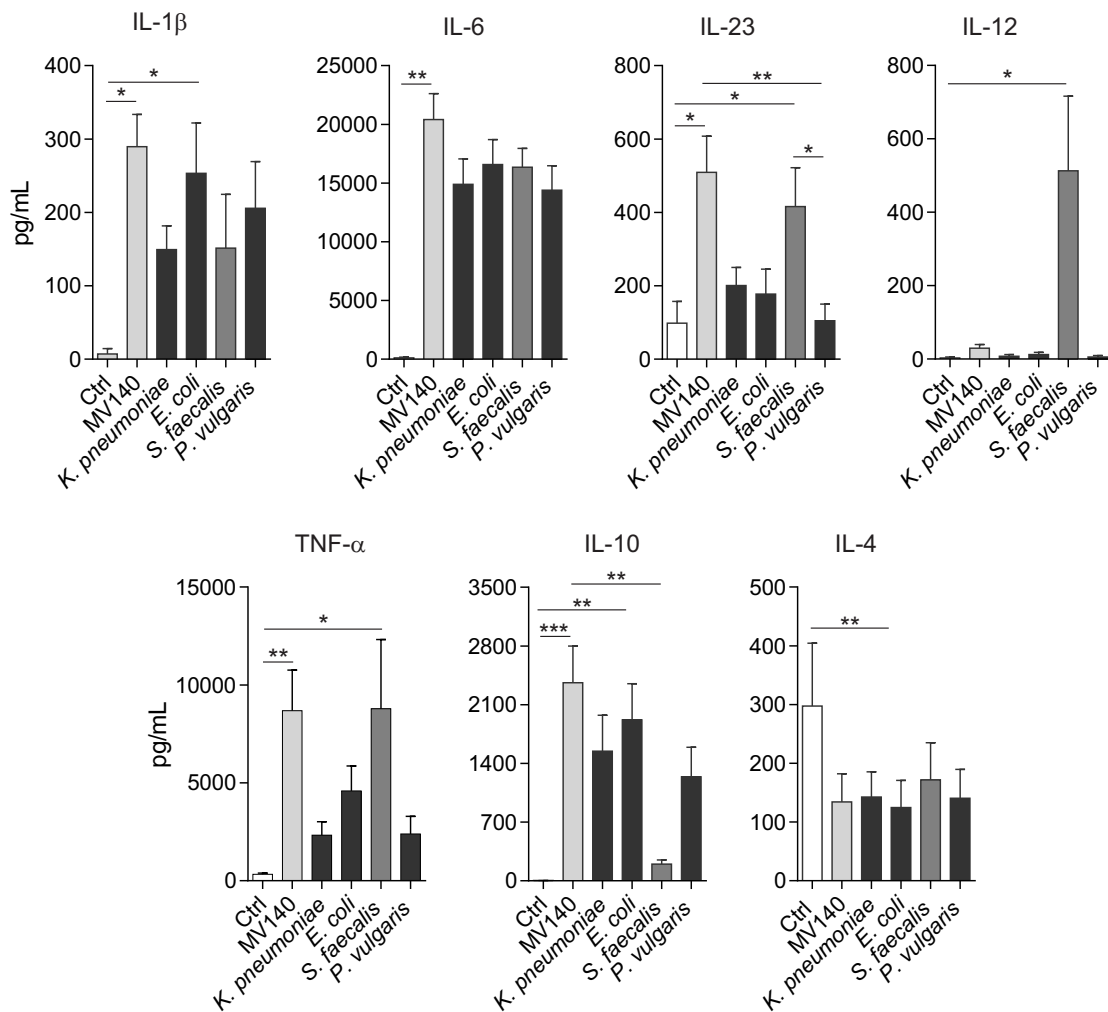 IL-1β
IL-6
IL-23
IL-12
pg/mL
400
300
200
100
0
*
*
Ctrl
MV140
K. pneumoniae
E. coli
S. faecalis
P. vulgaris
25000
20000
15000
10000
5000
0
**
Ctrl
MV140
K. pneumoniae
E. coli
S. faecalis
P. vulgaris
800
600
400
200
0
**
*
*
*
Ctrl
MV140
K. pneumoniae
E. coli
S. faecalis
P. vulgaris
800
600
400
200
0
*
Ctrl
MV140
K. pneumoniae
E. coli
S. faecalis
P. vulgaris
TNF-α
IL-10
IL-4
pg/mL
15000
10000
5000
0
*
**
Ctrl
MV140
K. pneumoniae
E. coli
S. faecalis
P. vulgaris
3500
2800
2100
1400
700
0
**
**
***
Ctrl
MV140
K. pneumoniae
E. coli
S. faecalis
P. vulgaris
500
400
300
200
100
0
**
Ctrl
MV140
K. pneumoniae
E. coli
S. faecalis
P. vulgaris